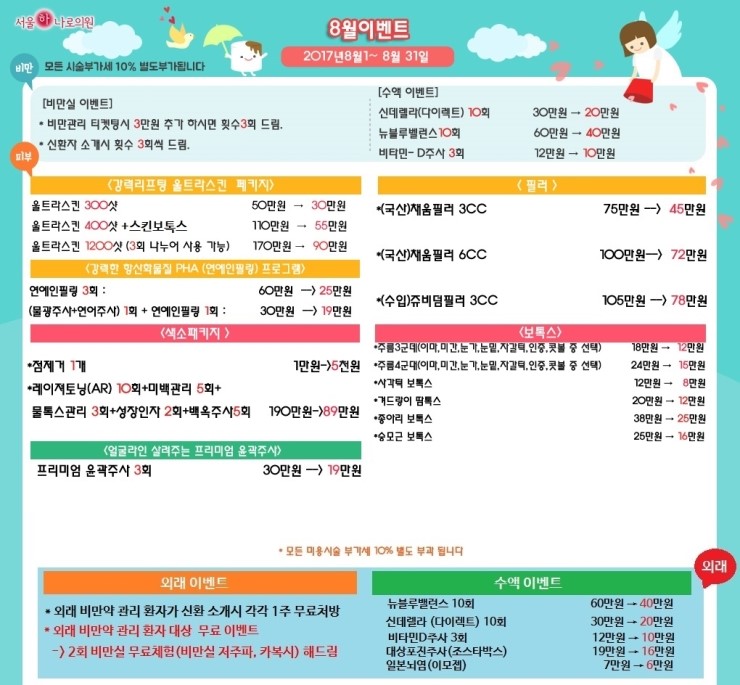 서울하나로의원
8월이벤트
2017년8월1~ 8월 31일
비만
모든 시술부가세 10% 별도부가됩니다
[비만실 이벤트]
• 비만관리 티켓팅시 3만원 추가 하시면 횟수3회 드림.
• 신환자 소개시 횟수 3회씩 드림.
[수액 이벤트]
신데렐라(다이렉트) 10회 30만원 → 20만원
뉴블루밸런스10회 60만원 → 40만원
비타민- D주사 3회 12만원 → 10만원
피부
<강력리프팅 울트라스킨 패키지>
울트라스킨 300샷 50만원 → 30만원
울트라스킨 400샷 +스킨보톡스 110만원 → 55만원
울트라스킨 1200샷 (3회 나누어 사용 가능) 170만원→ 90만원
<강력한 항산화물질 PHA (연예인필링) 프로그램>
연예인필링 3회 : 60만원 —>25만원
(물광주사+연어주사) 1회 + 연예인필링 1회 : 30만원 —>19만원
<색소패키지 >
*점제거 1개 1만원->5천원
*레이저토닝(AR) 10회+미백관리 5회+
물톡스관리 3회+성장인자 2회+백옥주사5회 190만원->89만원
<얼굴라인 살려주는 프리미엄 윤곽주사>
프리미엄 윤곽주사 3회 30만원 —> 19만원
< 필러 >
*(국산)채움필러 3CC 75만원 —> 45만원
*(국산)채움필러 6CC 100만원—> 72만원
*(수입)쥬비덤필러 3CC 105만원 —>78만원
<보톡스>
*주름3군데(이마,미간,눈가,눈밑,자갈턱,인중,콧볼 중 선택) 18만원→ 12만원
*주름4군데(이마,미간,눈가,눈밑,자갈턱,인중,콧볼 중 선택) 24만원→ 15만원
*사각턱 보톡스 12만원→ 8만원
*겨드랑이 땀톡스 20만원→12만원
*종아리 보톡스 38만원→25만원
*승모근 보톡스 25만원→16만원
* 모든 미용시술 부가세 10% 별도 부과 됩니다
외래
외래 이벤트
* 외래 비만약 관리 환자가 신환 소개시 각각 1주 무료처방
* 외래 비만약 관리 환자 대상 무료 이벤트
-> 2회 비만실 무료체험(비만실 저주파, 카복시) 해드림
수액 이벤트
뉴블루밸런스 10회 60만원→40만원
신데렐라 (다이렉트) 10회 30만원→20만원
비타민D주사 3회 12만원→10만원
대상포진주사(조스타박스) 19만원→16만원
일본뇌염(이모젭) 7만원→6만원